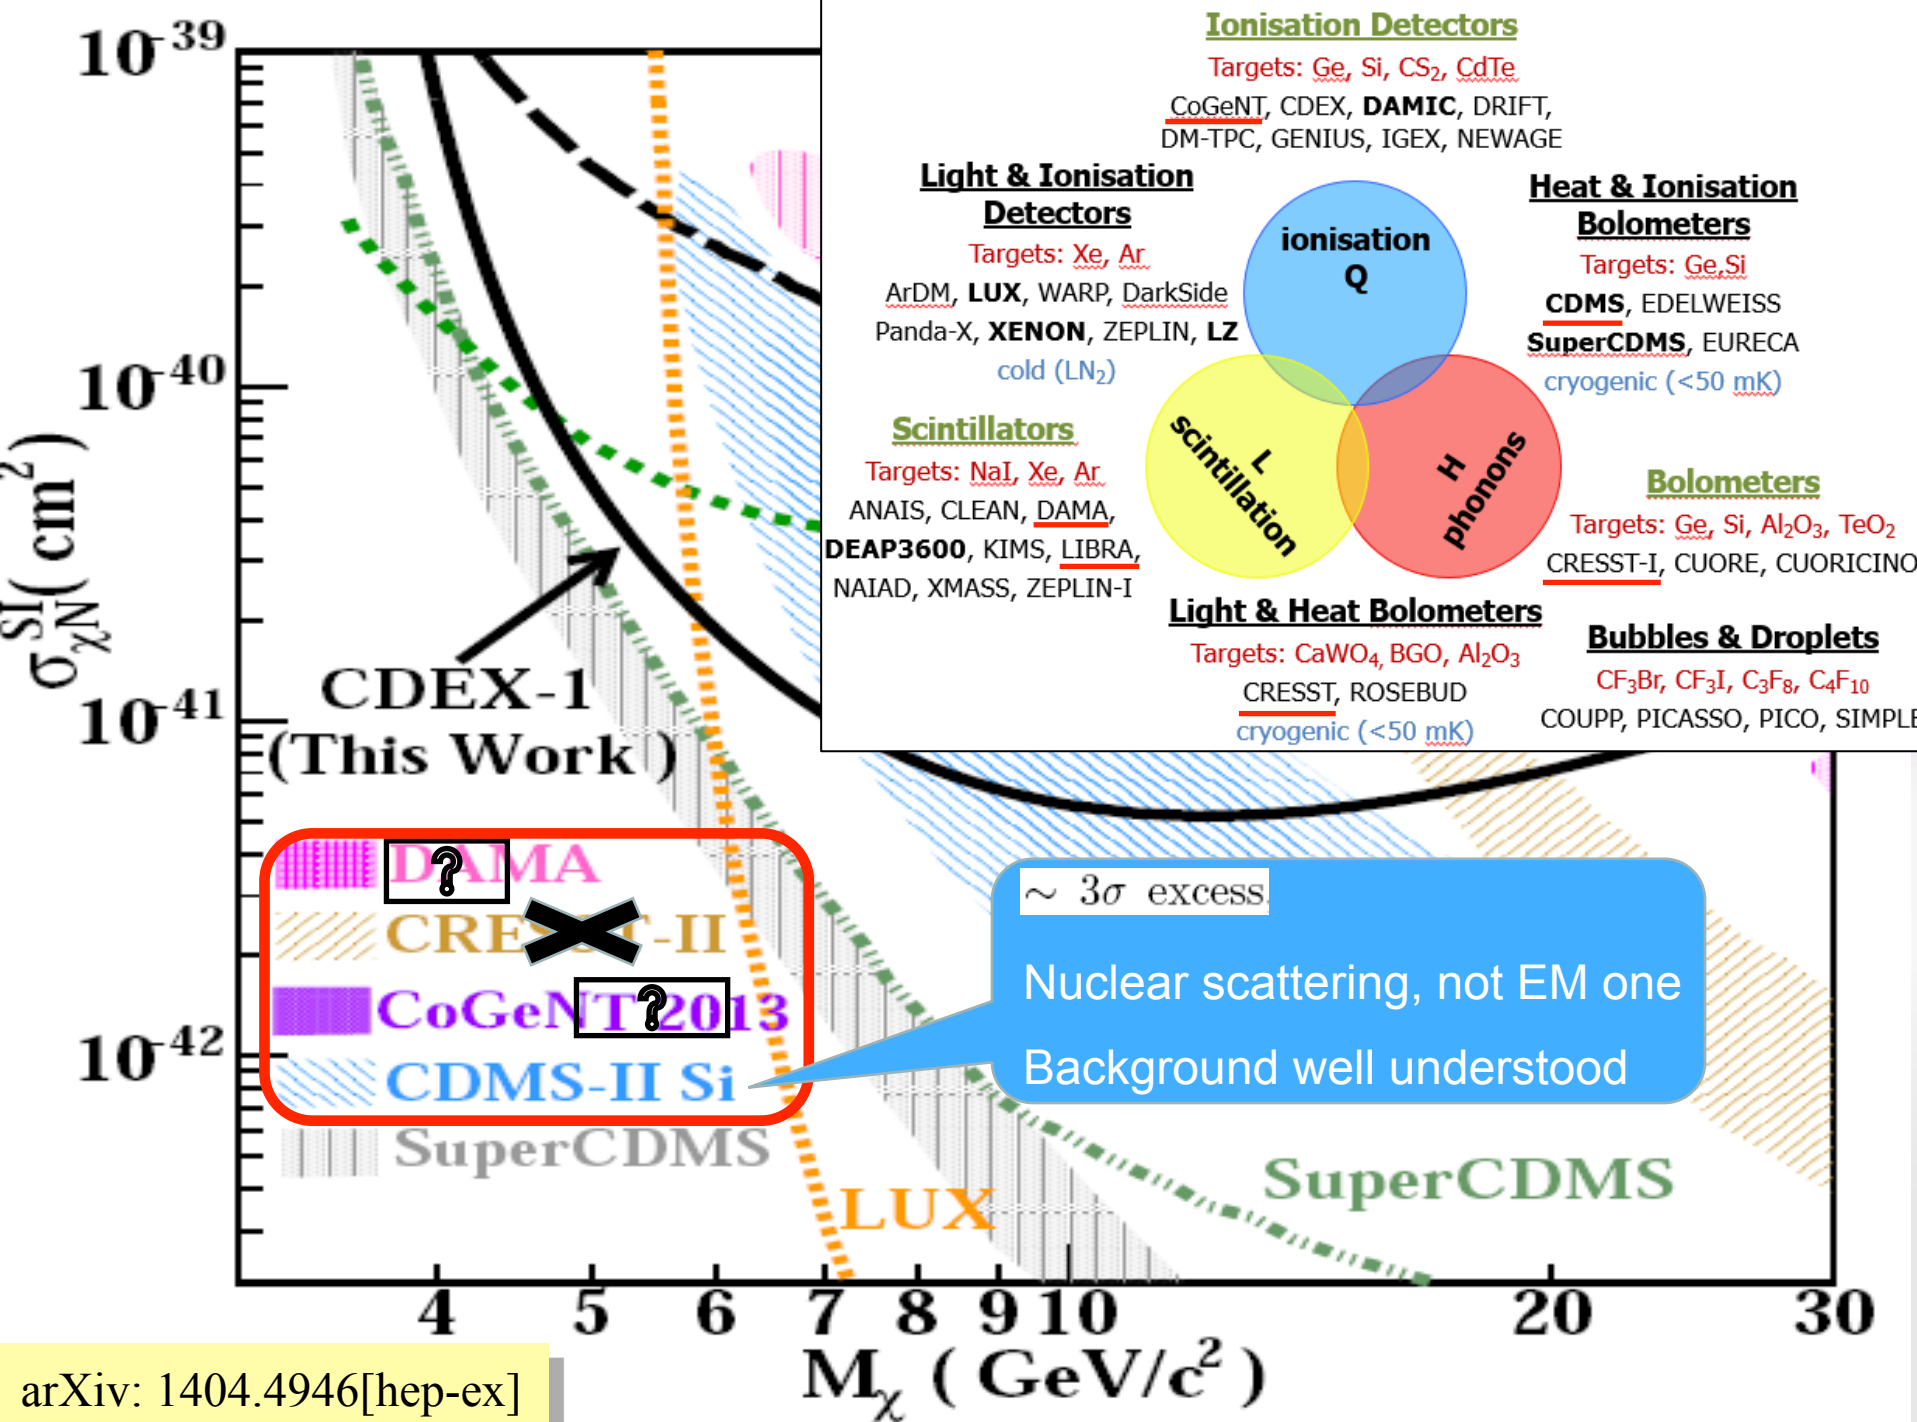 Ionisation Detectors
Targets: Ge, Si, CS₂, CdTe
CoGeNT, CDEX, DAMIC, DRIFT,
DM-TPC, GENIUS, IGEX, NEWAGE
Light & Ionisation
Detectors
Targets: Xe, Ar
ArDM, LUX, WARP, DarkSide
Panda-X, XENON, ZEPLIN, LZ
cold (LN₂)
Heat & Ionisation
Bolometers
Targets: Ge,Si
CDMS, EDELWEISS
SuperCDMS, EURECA
cryogenic (<50 mK)
ionisation
Q
L
scintillation
H
phonons
Scintillators
Targets: NaI, Xe, Ar
ANAIS, CLEAN, DAMA,
DEAP3600, KIMS, LIBRA,
NAIAD, XMASS, ZEPLIN-I
Bolometers
Targets: Ge, Si, Al₂O₃, TeO₂
CRESST-I, CUORE, CUORICINO
Light & Heat Bolometers
Targets: CaWO₄, BGO, Al₂O₃
CRESST, ROSEBUD
cryogenic (<50 mK)
Bubbles & Droplets
CF₃Br, CF₃I, C₃F₈, C₄F₁₀
COUPP, PICASSO, PICO, SIMPLE
10⁻³⁹
10⁻⁴⁰
10⁻⁴¹
10⁻⁴²
σ_χN^SI (cm²)
CDEX-1
(This Work )
DAMA
?
CRESST-II
CoGeNT 2013
?
CDMS-II Si
SuperCDMS
~ 3σ excess
Nuclear scattering, not EM one
Background well understood
LUX
SuperCDMS
4 5 6 7 8 9 10 20 30
M_χ ( GeV/c² )
arXiv: 1404.4946[hep-ex]